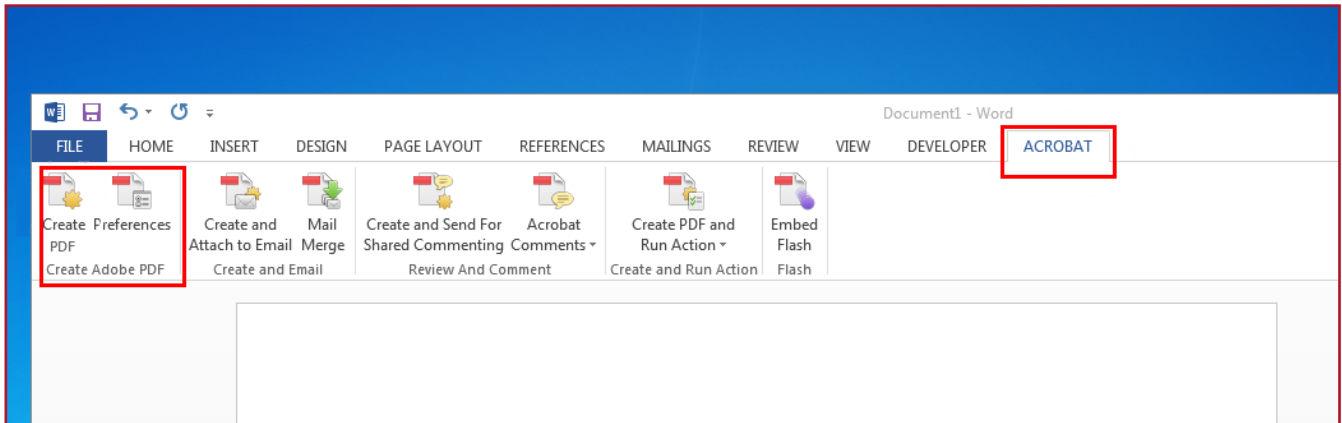 Document1 - Word
FILE HOME INSERT DESIGN PAGE LAYOUT REFERENCES MAILINGS REVIEW VIEW DEVELOPER ACROBAT
Create Preferences Create and Mail Create and Send For Acrobat Create PDF and Embed
PDF Attach to Email Merge Shared Commenting Comments Run Action Flash
Create Adobe PDF Create and Email Review And Comment Create and Run Action Flash